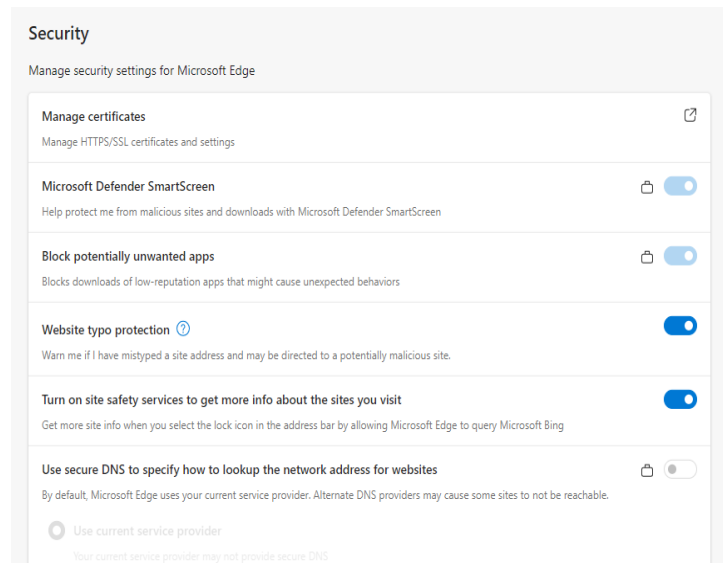 Security
Manage security settings for Microsoft Edge
Manage certificates
Manage HTTPS/SSL certificates and settings
Microsoft Defender SmartScreen
Help protect me from malicious sites and downloads with Microsoft Defender SmartScreen
Block potentially unwanted apps
Blocks downloads of low-reputation apps that might cause unexpected behaviors
Website typo protection ?
Warn me if I have mistyped a site address and may be directed to a potentially malicious site.
Turn on site safety services to get more info about the sites you visit
Get more site info when you select the lock icon in the address bar by allowing Microsoft Edge to query Microsoft Bing
Use secure DNS to specify how to lookup the network address for websites
By default, Microsoft Edge uses your current service provider. Alternate DNS providers may cause some sites to not be reachable.
Use current service provider
Your current service provider may not provide secure DNS